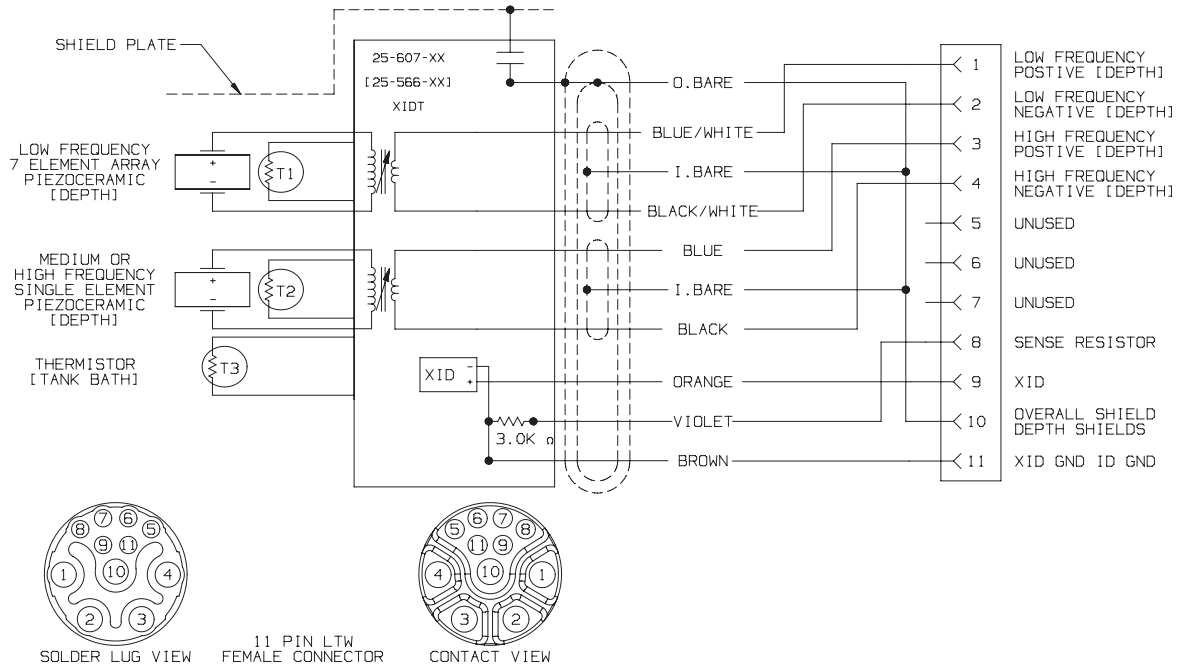 SHIELD PLATE
25-607-XX
[25-566-XX]
XIDT
LOW FREQUENCY
7 ELEMENT ARRAY
PIEZOCERAMIC
[DEPTH]
+
-
T1
MEDIUM OR
HIGH FREQUENCY
SINGLE ELEMENT
PIEZOCERAMIC
[DEPTH]
+
-
T2
THERMISTOR
[TANK BATH]
T3
XID
-
+
3.0K Ω
O.BARE
BLUE/WHITE
I.BARE
BLACK/WHITE
BLUE
I.BARE
BLACK
ORANGE
VIOLET
BROWN
1 LOW FREQUENCY
POSTIVE [DEPTH]
2 LOW FREQUENCY
NEGATIVE [DEPTH]
3 HIGH FREQUENCY
POSTIVE [DEPTH]
4 HIGH FREQUENCY
NEGATIVE [DEPTH]
5 UNUSED
6 UNUSED
7 UNUSED
8 SENSE RESISTOR
9 XID
10 OVERALL SHIELD
DEPTH SHIELDS
11 XID GND ID GND
7 6
8 5
9 11
1 10 4
2 3
SOLDER LUG VIEW
11 PIN LTW
FEMALE CONNECTOR
6 7
5 8
11 9
4 10 1
3 2
CONTACT VIEW